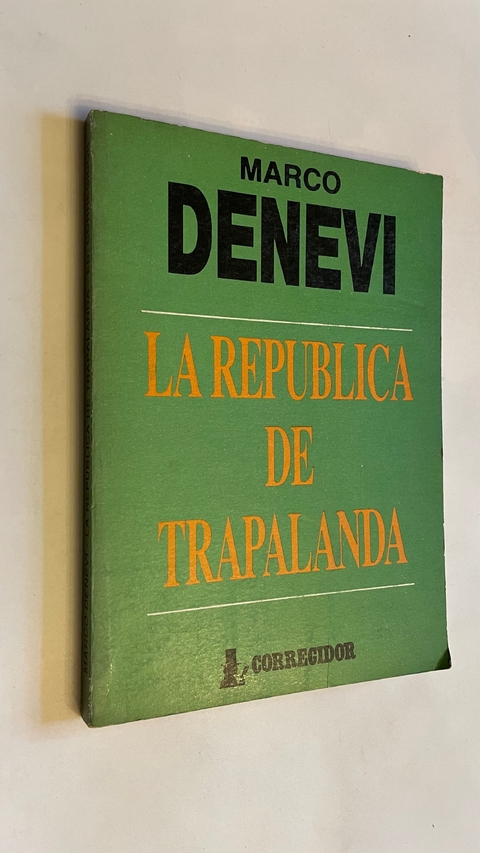 MARCO
DENEVI
LA REPUBLICA
DE
TRAPALANDA
CORREGIDOR